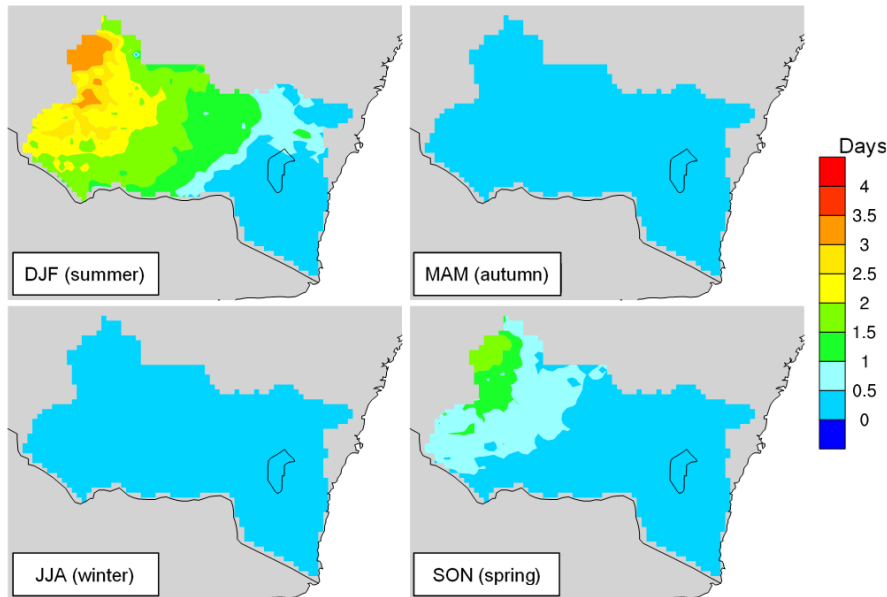 Days
4
3.5
3
2.5
2
1.5
1
0.5
0
DJF (summer)
MAM (autumn)
JJA (winter)
SON (spring)